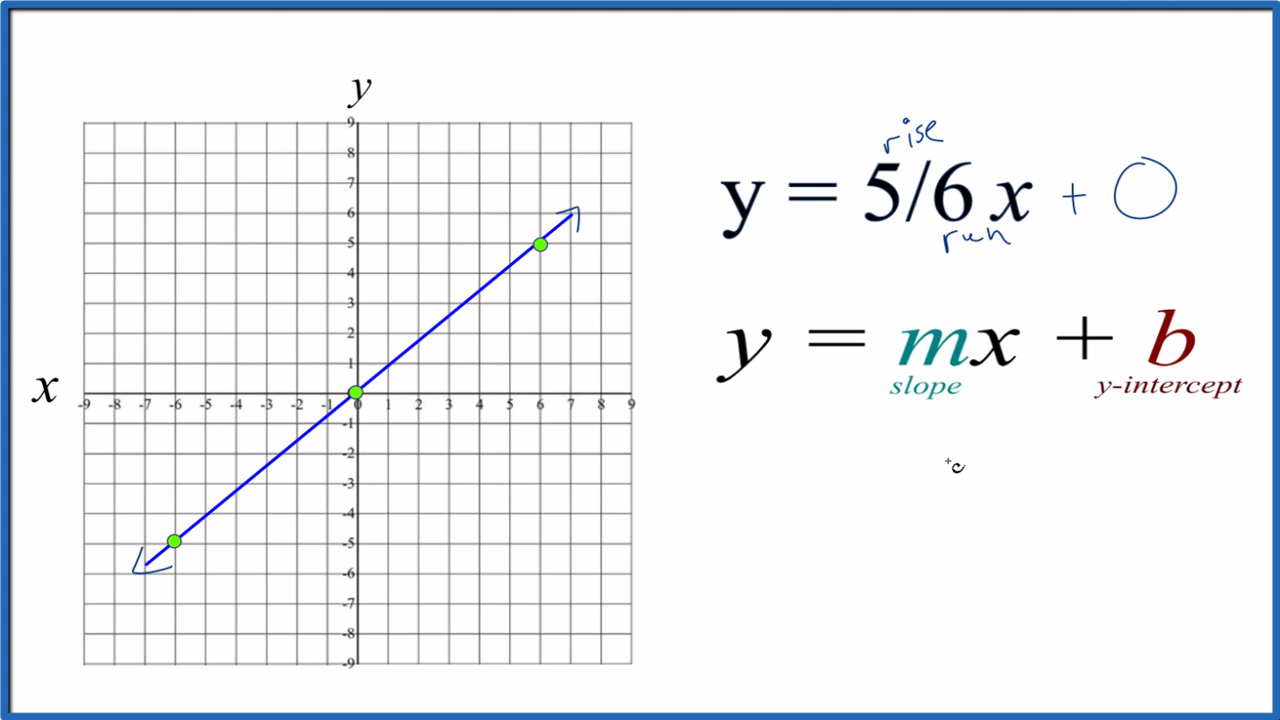 y
9
8
7
6
5
4
3
2
1
x
-9 -8 -7 -6 -5 -4 -3 -2 -1 0 1 2 3 4 5 6 7 8 9
-1
-2
-3
-4
-5
-6
-7
-8
-9
rise
y = 5/6 x + 0
run
y = mx + b
slope y-intercept